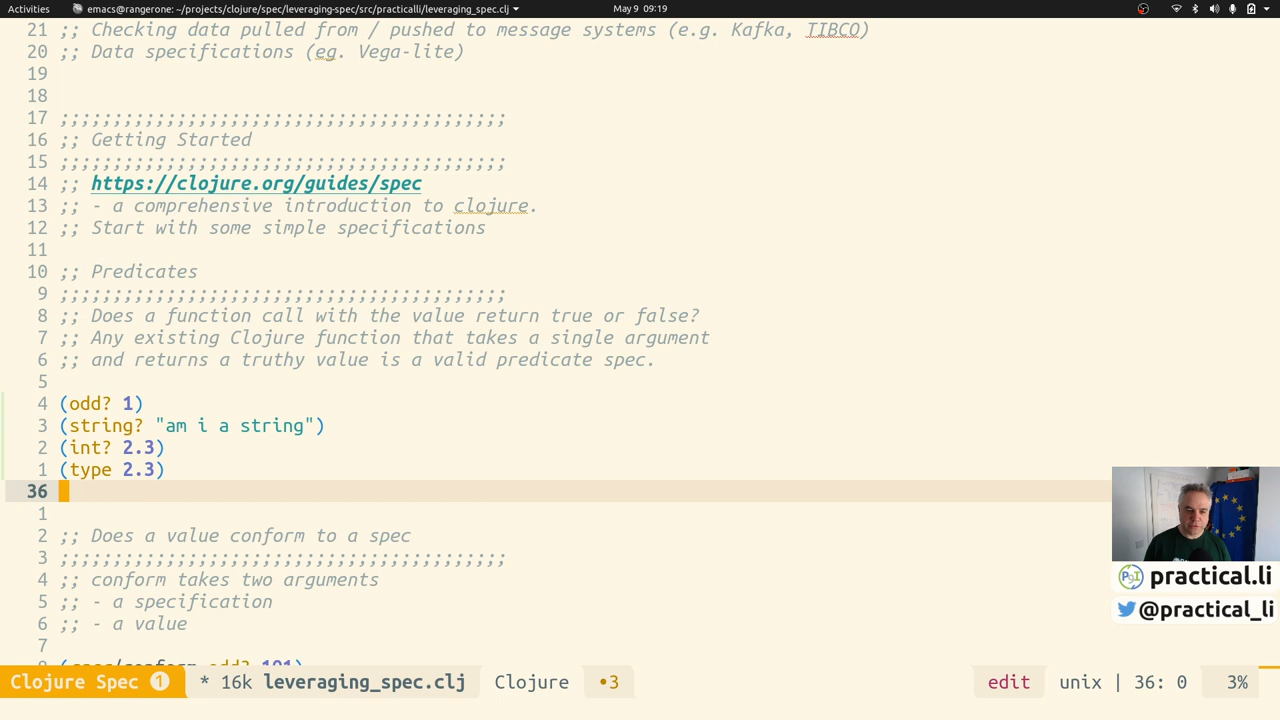 Activities emacs@rangerone: ~/projects/clojure/spec/leveraging-spec/src/practicalli/leveraging_spec.clj May 9 09:19
21 ;; Checking data pulled from / pushed to message systems (e.g. Kafka, TIBCO)
20 ;; Data specifications (eg. Vega-lite)
19
18
17 ;;;;;;;;;;;;;;;;;;;;;;;;;;;;;;;;;;;;;;;;;;
16 ;; Getting Started
15 ;;;;;;;;;;;;;;;;;;;;;;;;;;;;;;;;;;;;;;;;;;
14 ;; https://clojure.org/guides/spec
13 ;; - a comprehensive introduction to clojure.
12 ;; Start with some simple specifications
11
10 ;; Predicates
9 ;;;;;;;;;;;;;;;;;;;;;;;;;;;;;;;;;;;;;;;;;;
8 ;; Does a function call with the value return true or false?
7 ;; Any existing Clojure function that takes a single argument
6 ;; and returns a truthy value is a valid predicate spec.
5
4 (odd? 1)
3 (string? "am i a string")
2 (int? 2.3)
1 (type 2.3)
36
1
2 ;; Does a value conform to a spec
3 ;;;;;;;;;;;;;;;;;;;;;;;;;;;;;;;;;;;;;;;;;;
4 ;; conform takes two arguments
5 ;; - a specification
6 ;; - a value
7
8 (spec/conform odd? 101)
practical.li
@practical_li
Clojure Spec 1 * 16k leveraging_spec.clj Clojure •3 edit unix | 36: 0 3%